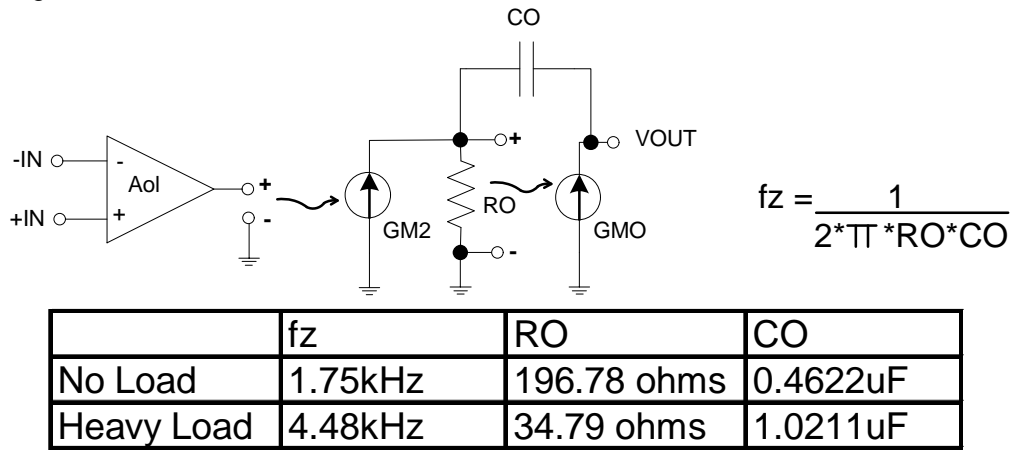 CO
VOUT
-IN
- 
Aol
+
+IN
+
-
+
RO
-
GM2
GMO
fz = 1
2*π*RO*CO
fz RO CO
No Load 1.75kHz 196.78 ohms 0.4622uF
Heavy Load 4.48kHz 34.79 ohms 1.0211uF